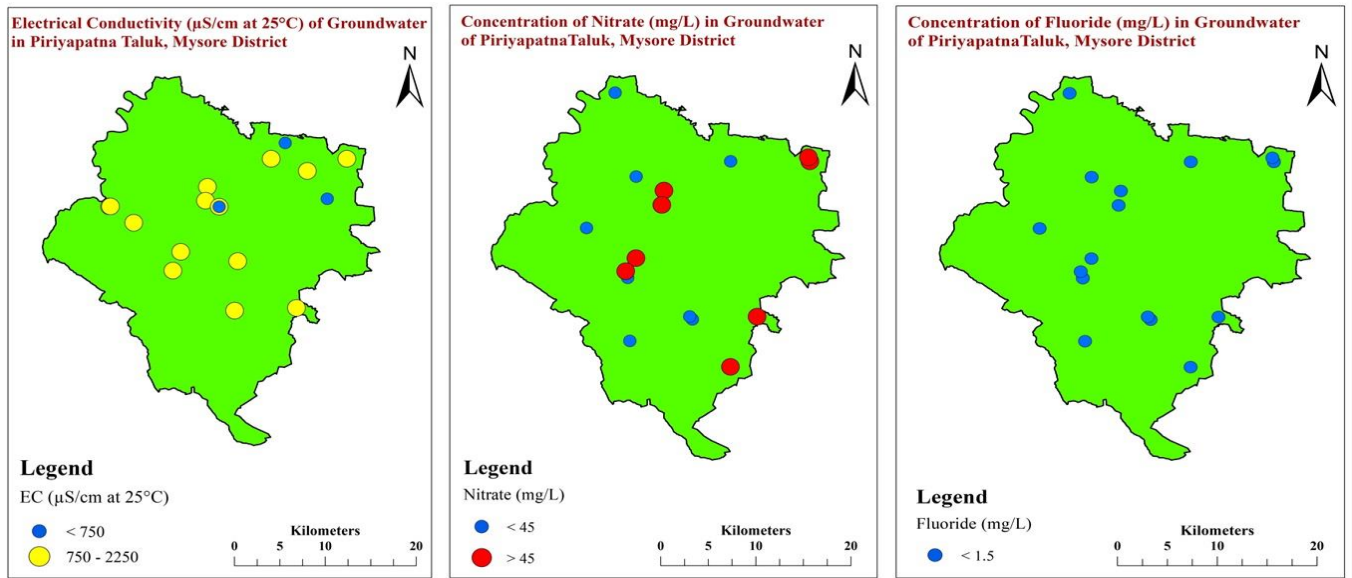 Electrical Conductivity (µS/cm at 25°C) of Groundwater
in Piriyapatna Taluk, Mysore District
N
Legend
EC (µS/cm at 25°C)
< 750
750 - 2250
Kilometers
0 5 10 20
Concentration of Nitrate (mg/L) in Groundwater
of PiriyapatnaTaluk, Mysore District
N
Legend
Nitrate (mg/L)
< 45
> 45
Kilometers
0 5 10 20
Concentration of Fluoride (mg/L) in Groundwater
of PiriyapatnaTaluk, Mysore District
N
Legend
Fluoride (mg/L)
< 1.5
Kilometers
0 5 10 20